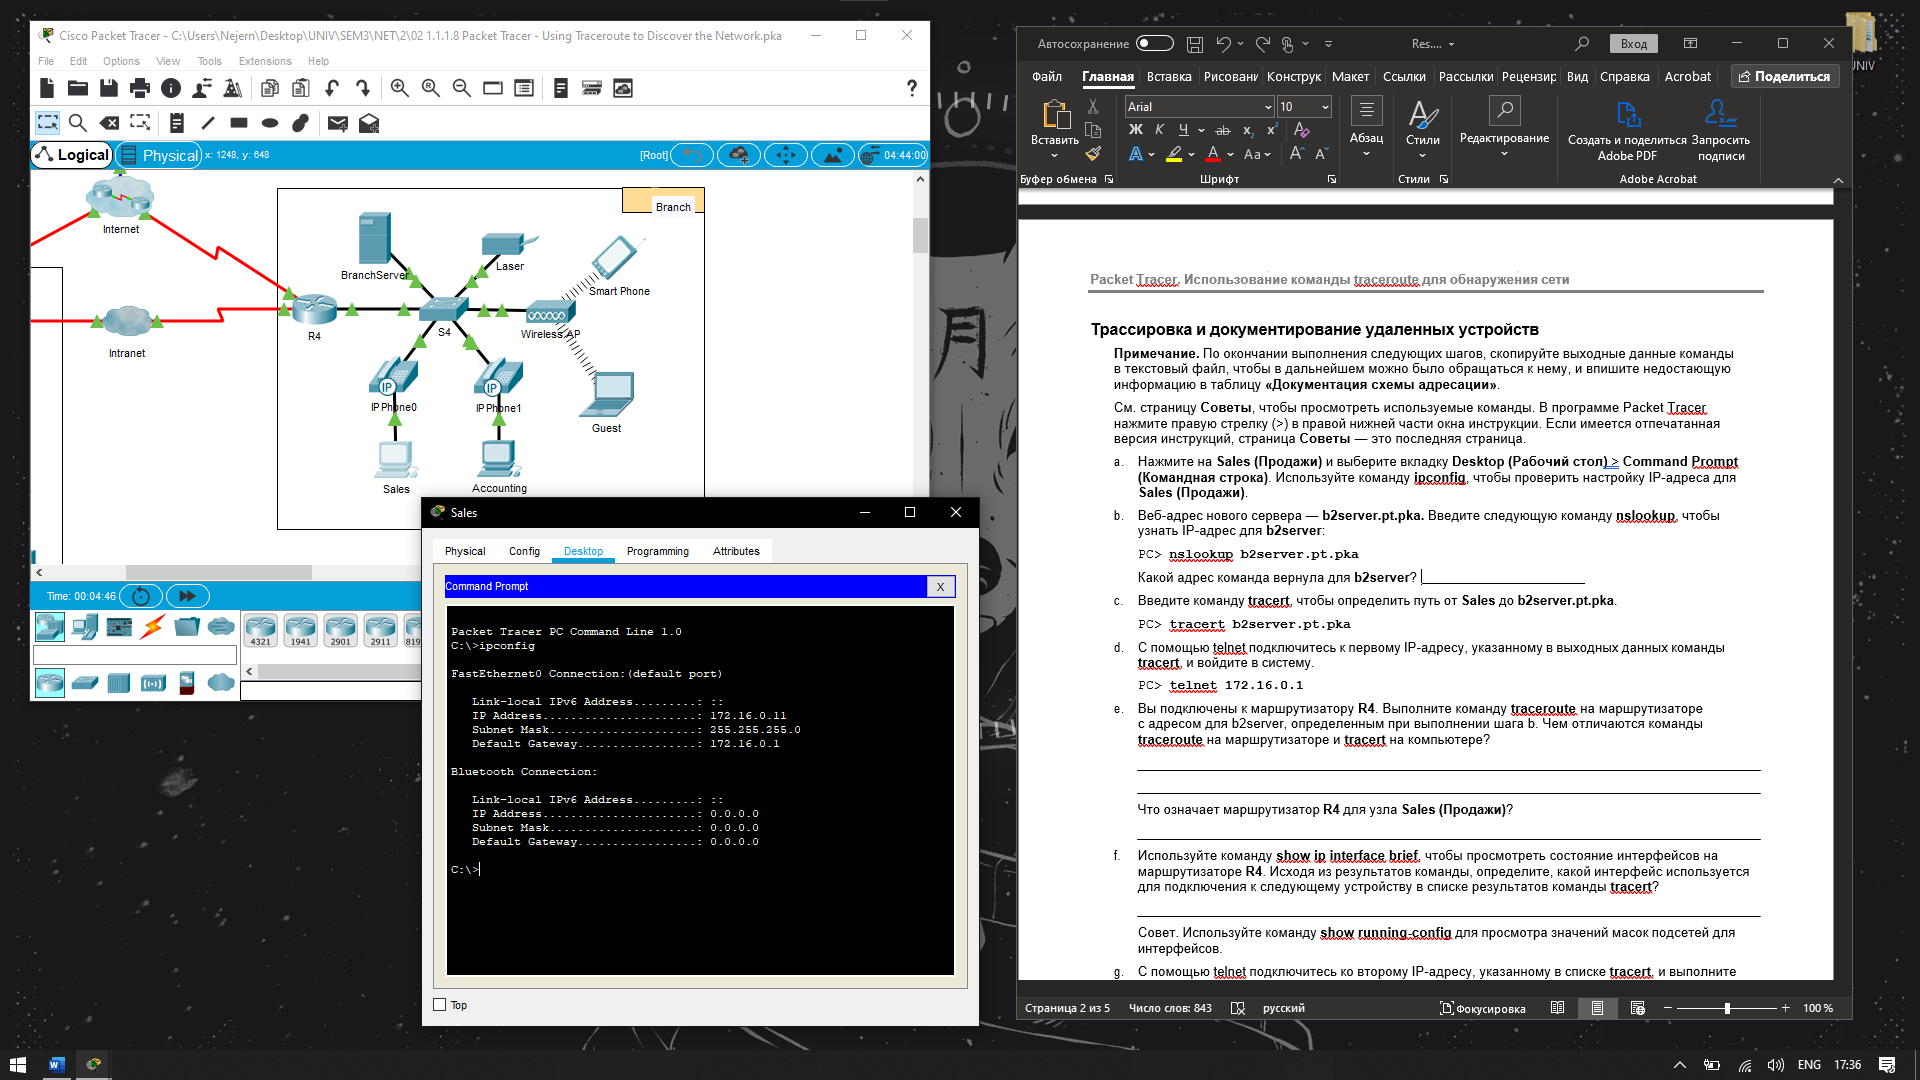 Cisco Packet Tracer - C:\Users\Nejern\Desktop\UNIV\SEM3\NET\2\02 1.1.1.8 Packet Tracer - Using Traceroute to Discover the Network.pka
File Edit Options View Tools Extensions Help
Logical Physical x: 1248, y: 648 [Root] 04:44:00
Internet
Intranet
R4
Branch
BranchServer
Laser
Smart Phone
S4
Wireless AP
IP
IP
IP Phone0
IP Phone1
Guest
Sales
Accounting
Time: 00:04:46
4321 1941 2901 2911 819
Sales
Physical Config Desktop Programming Attributes
Command Prompt X
Packet Tracer PC Command Line 1.0
C:\>ipconfig
FastEthernet0 Connection:(default port)
Link-local IPv6 Address.........: ::
IP Address......................: 172.16.0.11
Subnet Mask.....................: 255.255.255.0
Default Gateway.................: 172.16.0.1
Bluetooth Connection:
Link-local IPv6 Address.........: ::
IP Address......................: 0.0.0.0
Subnet Mask.....................: 0.0.0.0
Default Gateway.................: 0.0.0.0
C:\>
Top
Автосохранение Res.... Вход
Файл Главная Вставка Рисовани Конструк Макет Ссылки Рассылки Рецензир Вид Справка Acrobat Поделиться
Вставить
Arial 10
Ж К Ч ab x₂ x²
A A Aa A A
Абзац
Стили
Редактирование
Создать и поделиться Adobe PDF
Запросить подписи
Буфер обмена Шрифт Стили Adobe Acrobat
UNIV
月
Packet Tracer. Использование команды traceroute для обнаружения сети
Трассировка и документирование удаленных устройств
Примечание. По окончании выполнения следующих шагов, скопируйте выходные данные команды
в текстовый файл, чтобы в дальнейшем можно было обращаться к нему, и впишите недостающую
информацию в таблицу «Документация схемы адресации».
См. страницу Советы, чтобы просмотреть используемые команды. В программе Packet Tracer
нажмите правую стрелку (>) в правой нижней части окна инструкции. Если имеется отпечатанная
версия инструкций, страница Советы — это последняя страница.
a. Нажмите на Sales (Продажи) и выберите вкладку Desktop (Рабочий стол) > Command Prompt
(Командная строка). Используйте команду ipconfig, чтобы проверить настройку IP-адреса для
Sales (Продажи).
b. Веб-адрес нового сервера — b2server.pt.pka. Введите следующую команду nslookup, чтобы
узнать IP-адрес для b2server:
PC> nslookup b2server.pt.pka
Какой адрес команда вернула для b2server? ______________________
c. Введите команду tracert, чтобы определить путь от Sales до b2server.pt.pka.
PC> tracert b2server.pt.pka
d. С помощью telnet подключитесь к первому IP-адресу, указанному в выходных данных команды
tracert, и войдите в систему.
PC> telnet 172.16.0.1
e. Вы подключены к маршрутизатору R4. Выполните команду traceroute на маршрутизаторе
с адресом для b2server, определенным при выполнении шага b. Чем отличаются команды
traceroute на маршрутизаторе и tracert на компьютере?
Что означает маршрутизатор R4 для узла Sales (Продажи)?
f. Используйте команду show ip interface brief, чтобы просмотреть состояние интерфейсов на
маршрутизаторе R4. Исходя из результатов команды, определите, какой интерфейс используется
для подключения к следующему устройству в списке результатов команды tracert?
Совет. Используйте команду show running-config для просмотра значений масок подсетей для
интерфейсов.
g. С помощью telnet подключитесь ко второму IP-адресу, указанному в списке tracert, и выполните
Страница 2 из 5 Число слов: 843 русский Фокусировка 100 %
ENG 17:36